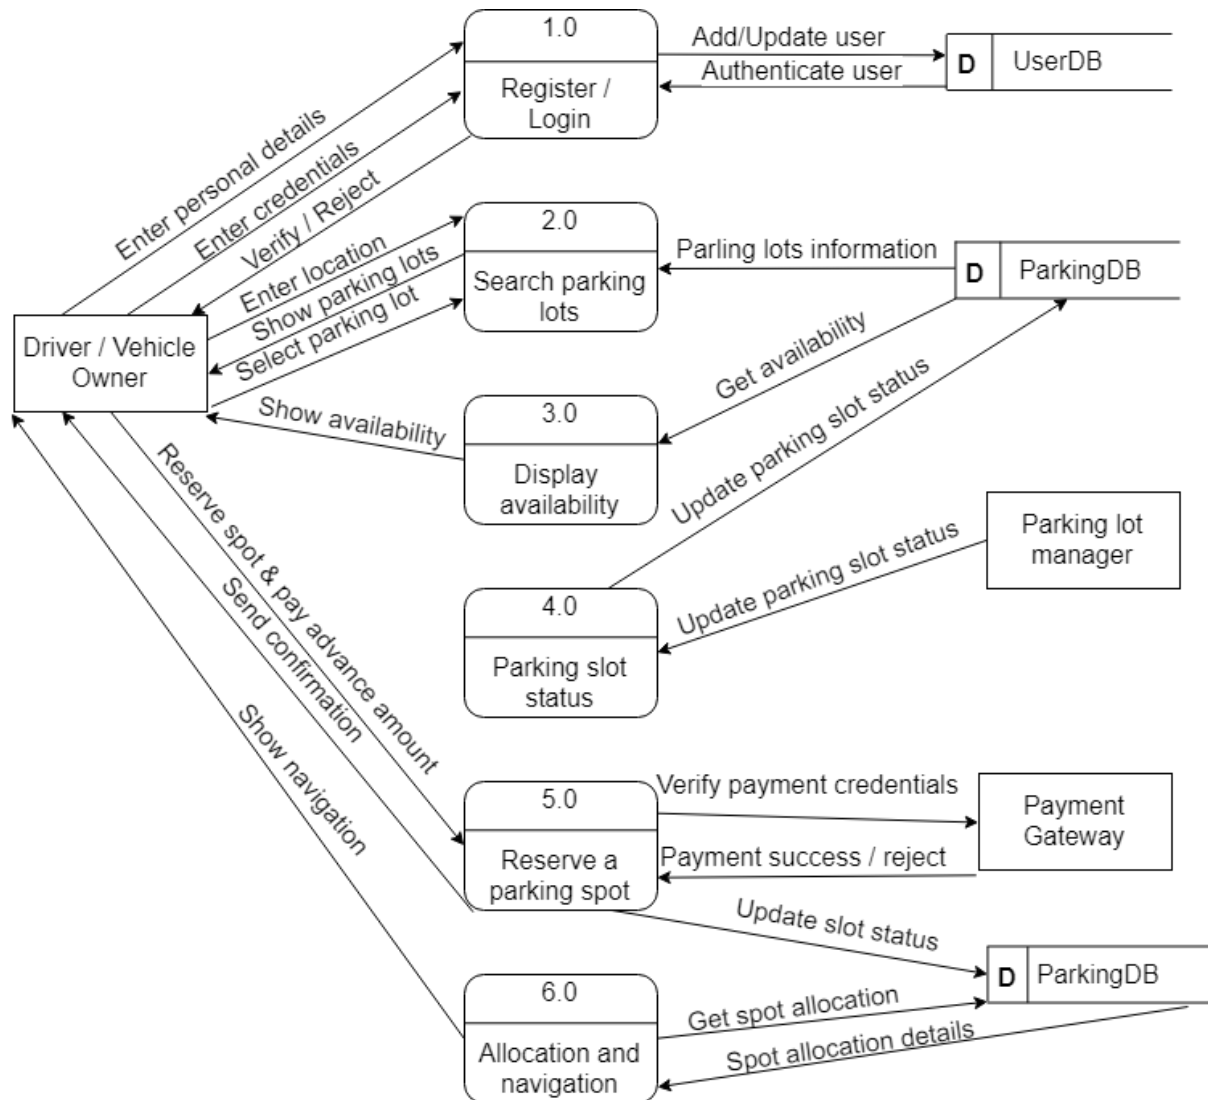 1.0
Register /
Login
Add/Update user
Authenticate user
D
UserDB
Enter personal details
Enter credentials
Verify / Reject
Enter location
Show parking lots
Select parking lot
2.0
Search parking
lots
Parling lots information
D
ParkingDB
Driver / Vehicle
Owner
Show availability
3.0
Display
availability
Get availability
Update parking slot status
Parking lot
manager
Update parking slot status
4.0
Parking slot
status
Reserve spot & pay advance amount
Send confirmation
Show navigation
5.0
Reserve a
parking spot
Verify payment credentials
Payment success / reject
Payment
Gateway
Update slot status
D
ParkingDB
6.0
Allocation and
navigation
Get spot allocation
Spot allocation details